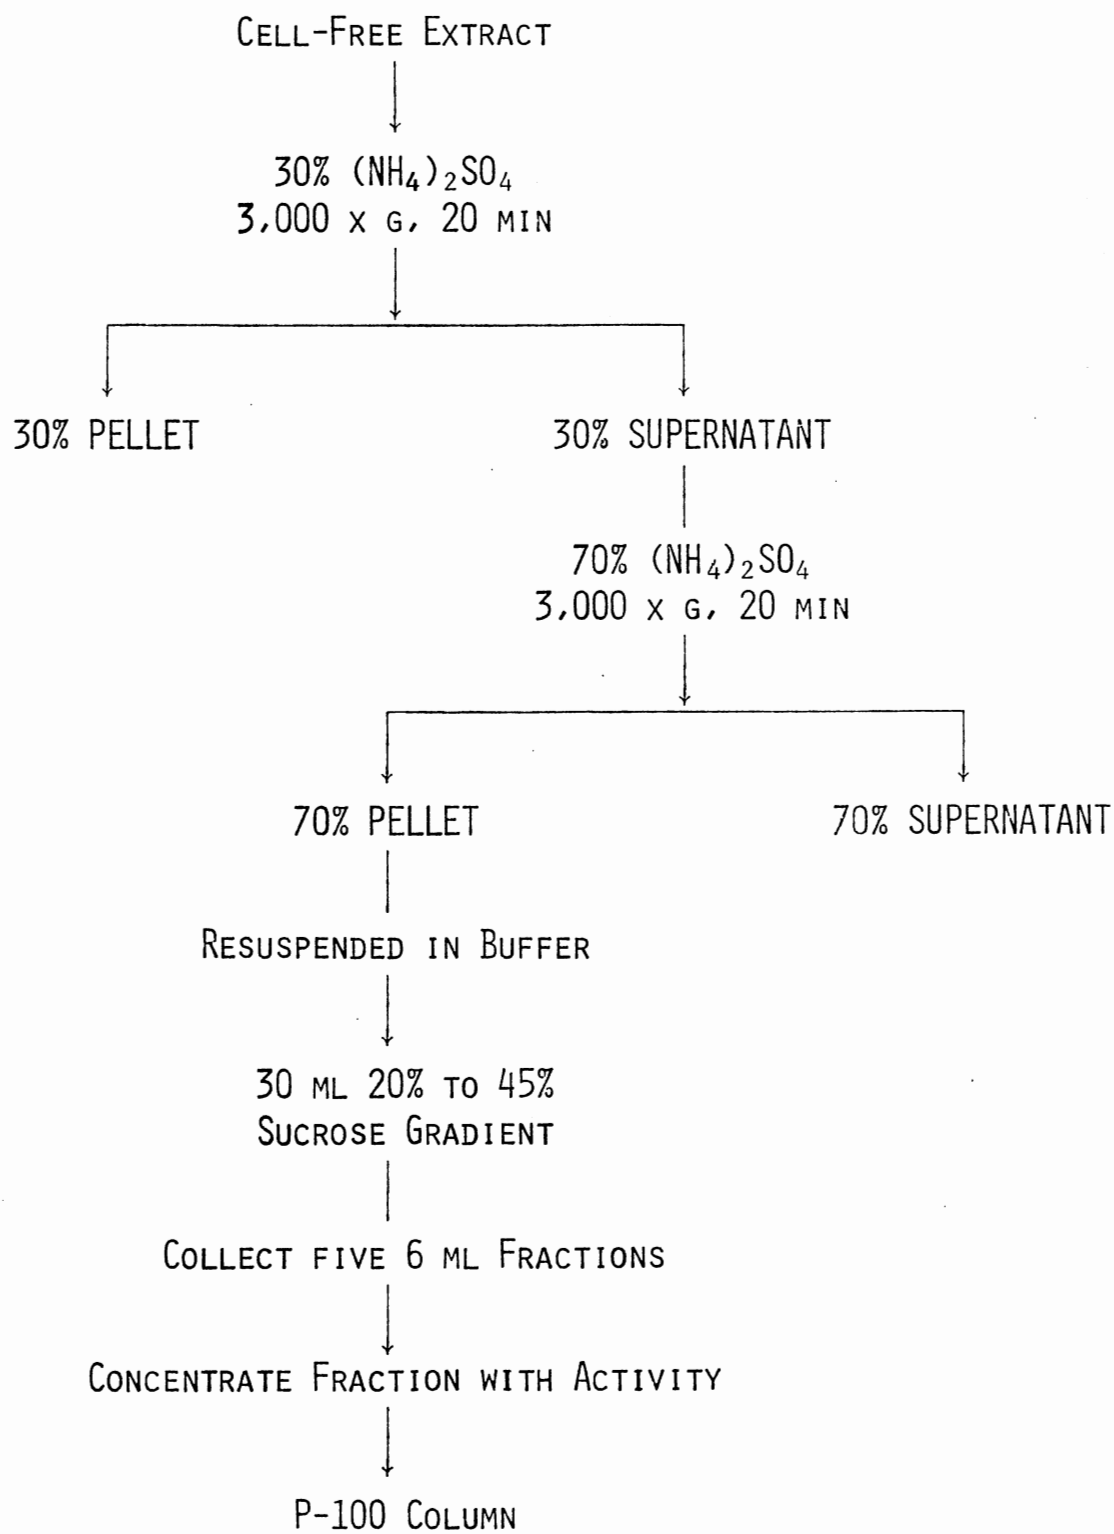 CELL-FREE EXTRACT
30% (NH₄)₂SO₄
3,000 X G, 20 MIN
30% PELLET
30% SUPERNATANT
70% (NH₄)₂SO₄
3,000 X G, 20 MIN
70% PELLET
70% SUPERNATANT
RESUSPENDED IN BUFFER
30 ML 20% TO 45%
SUCROSE GRADIENT
COLLECT FIVE 6 ML FRACTIONS
CONCENTRATE FRACTION WITH ACTIVITY
P-100 COLUMN